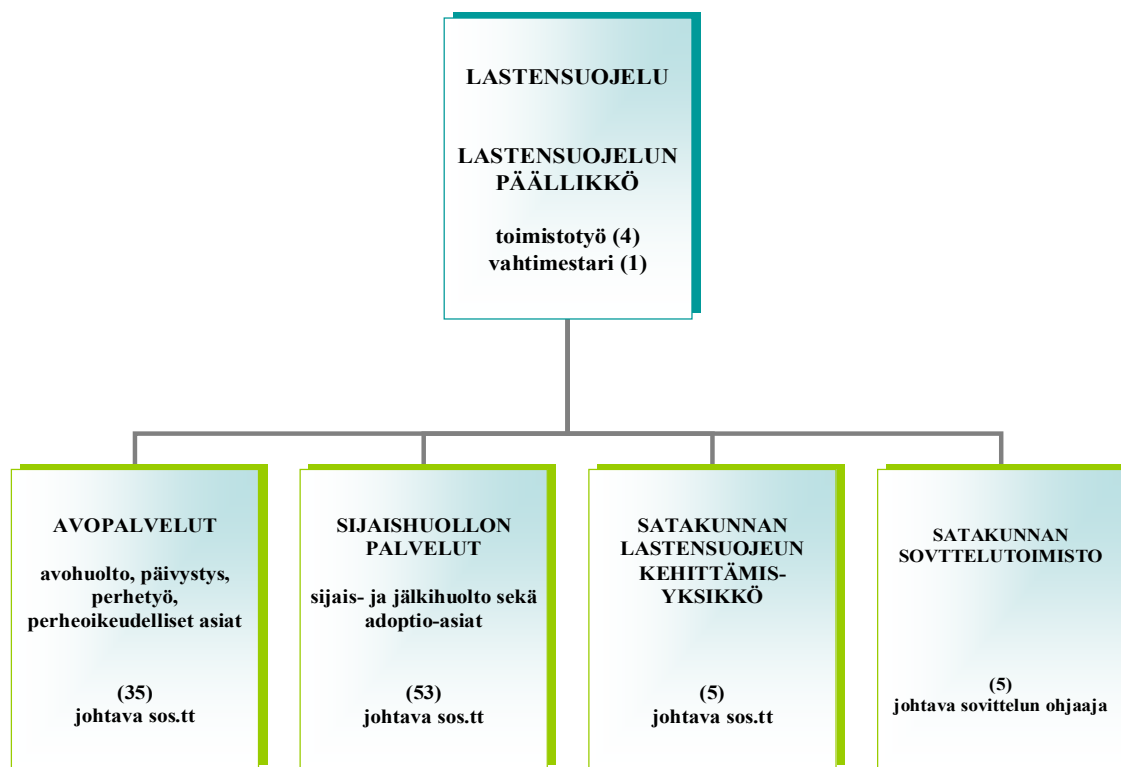 LASTENSUOJELU
LASTENSUOJELUN
PÄÄLLIKKÖ
toimistotyö (4)
vahtimestari (1)
AVOPALVELUT
avohuolto, päivystys,
perhetyö,
perheoikeudelliset asiat
(35)
johtava sos.tt
SIJAISHUOLLON
PALVELUT
sijais- ja jälkihuolto sekä
adoptio-asiat
(53)
johtava sos.tt
SATAKUNNAN
LASTENSUOJEUN
KEHITTÄMIS-
YKSIKKÖ
(5)
johtava sos.tt
SATAKUNNAN
SOVTTELUTOIMISTO
(5)
johtava sovittelun ohjaaja